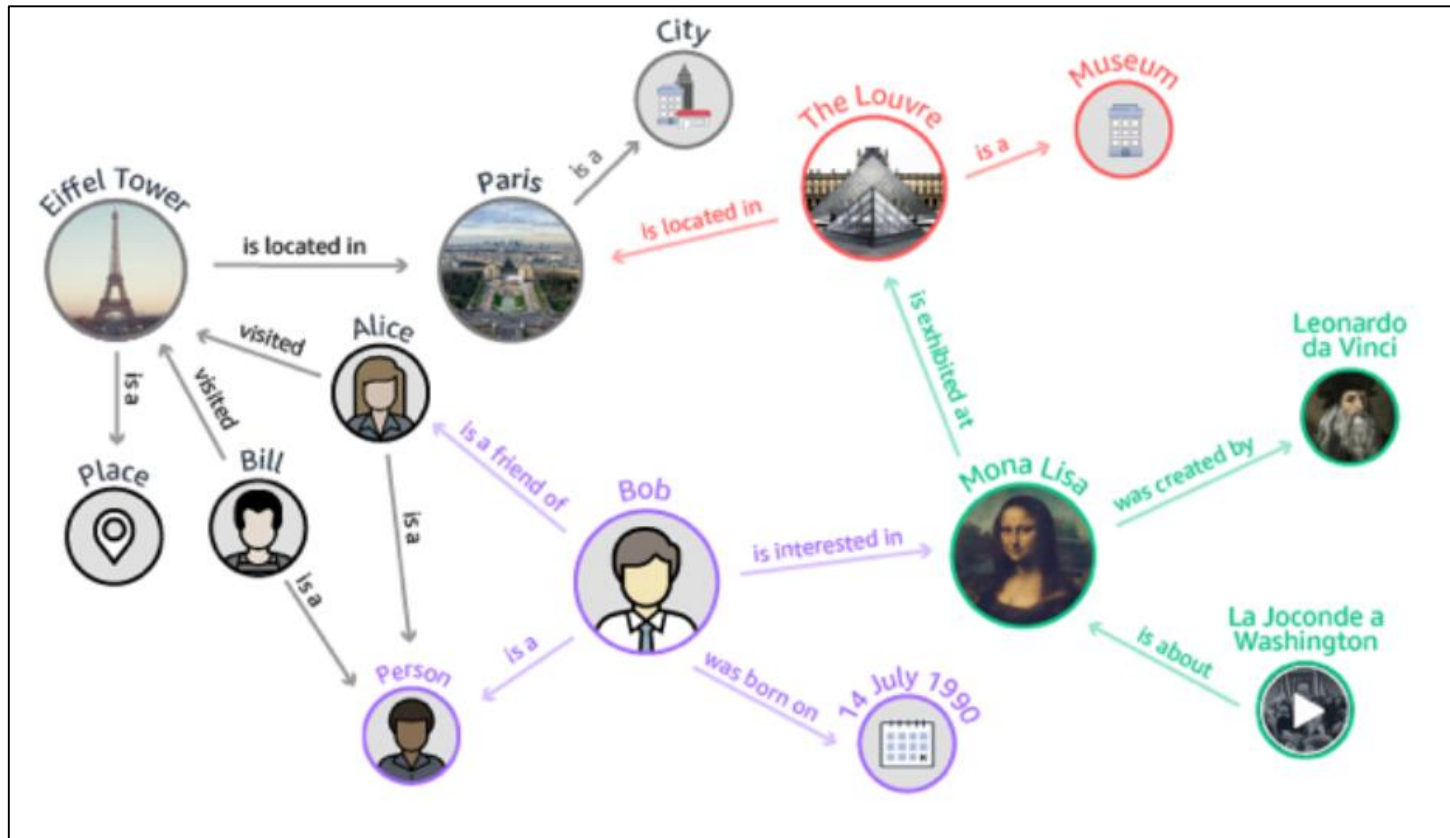 City
Museum
The Louvre
is a
is a
Eiffel Tower
Paris
is located in
is located in
visited
Alice
is exhibited at
Leonardo
da Vinci
is a
visited
is a friend of
Place
Bill
Bob
Mona Lisa
was created by
is a
is interested in
is a
is about
La Joconde a
Washington
Person
is a
was born on
14 July 1990